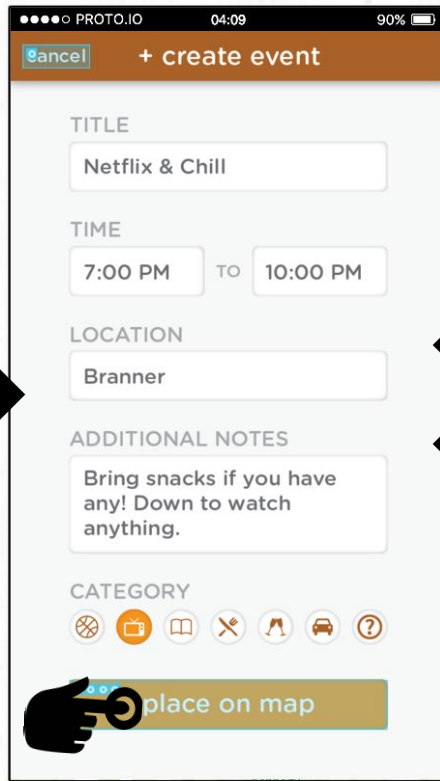 PROTO.IO 04:09 90%
cancel + create event
TITLE
Netflix & Chill
TIME
7:00 PM TO 10:00 PM
LOCATION
Branner
ADDITIONAL NOTES
Bring snacks if you have
any! Down to watch
anything.
CATEGORY
?
place on map